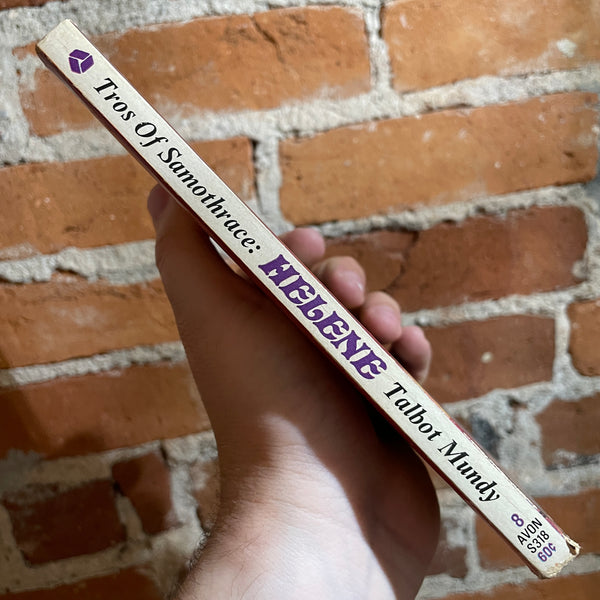 Tros Of Samothrace: HELENE Talbot Mundy
8
AVON
S318
60¢